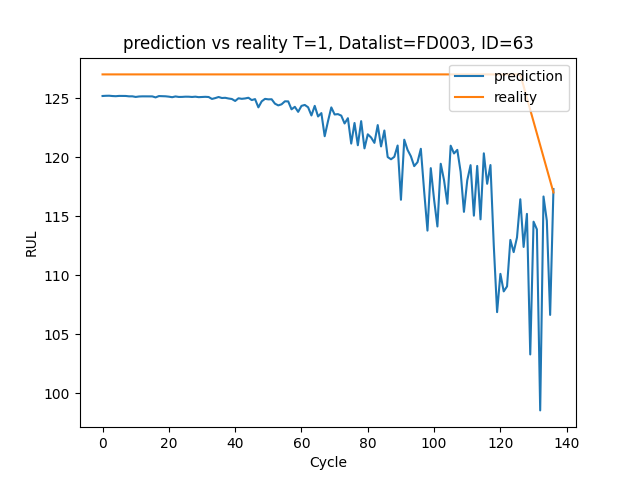 prediction vs reality T=1, Datalist=FD003, ID=63
prediction
reality
RUL
125
120
115
110
105
100
0 20 40 60 80 100 120 140
Cycle